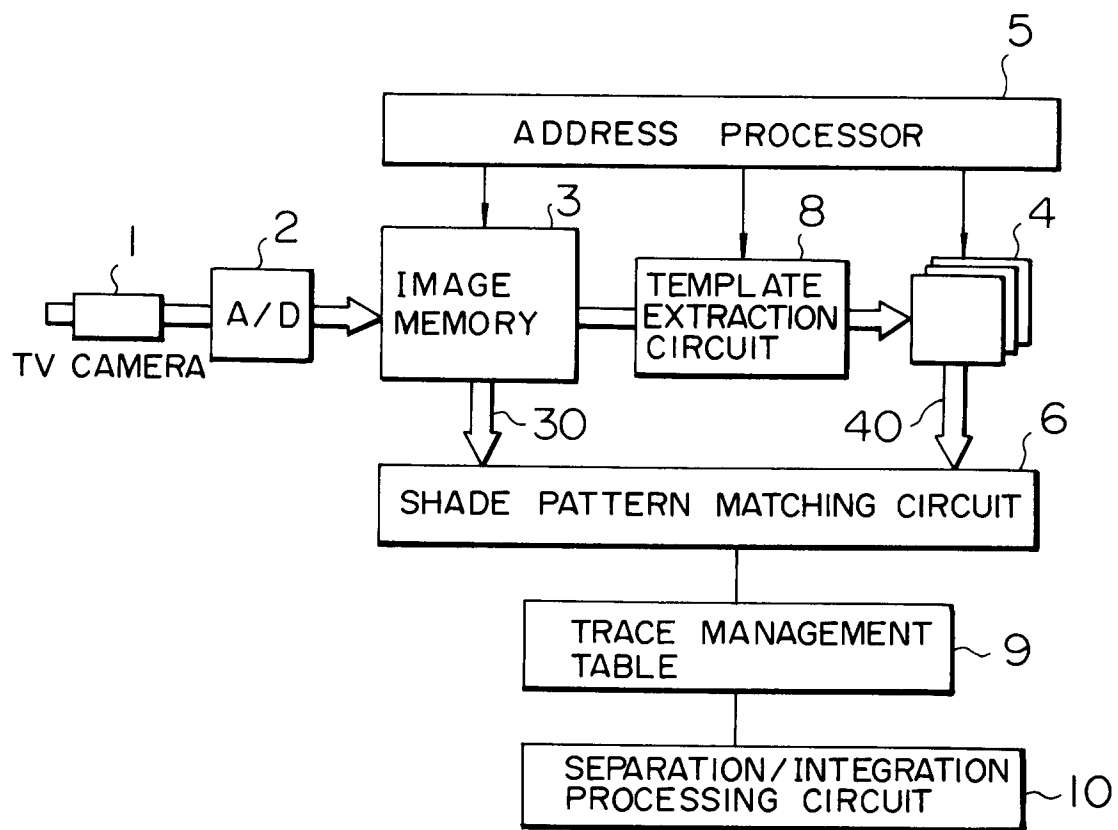 5
ADDRESS PROCESSOR
1
2
3
8
4
TV CAMERA
A/D
IMAGE
MEMORY
TEMPLATE
EXTRACTION
CIRCUIT
30
40
6
SHADE PATTERN MATCHING CIRCUIT
TRACE MANAGEMENT
TABLE
9
SEPARATION/INTEGRATION
PROCESSING CIRCUIT
10